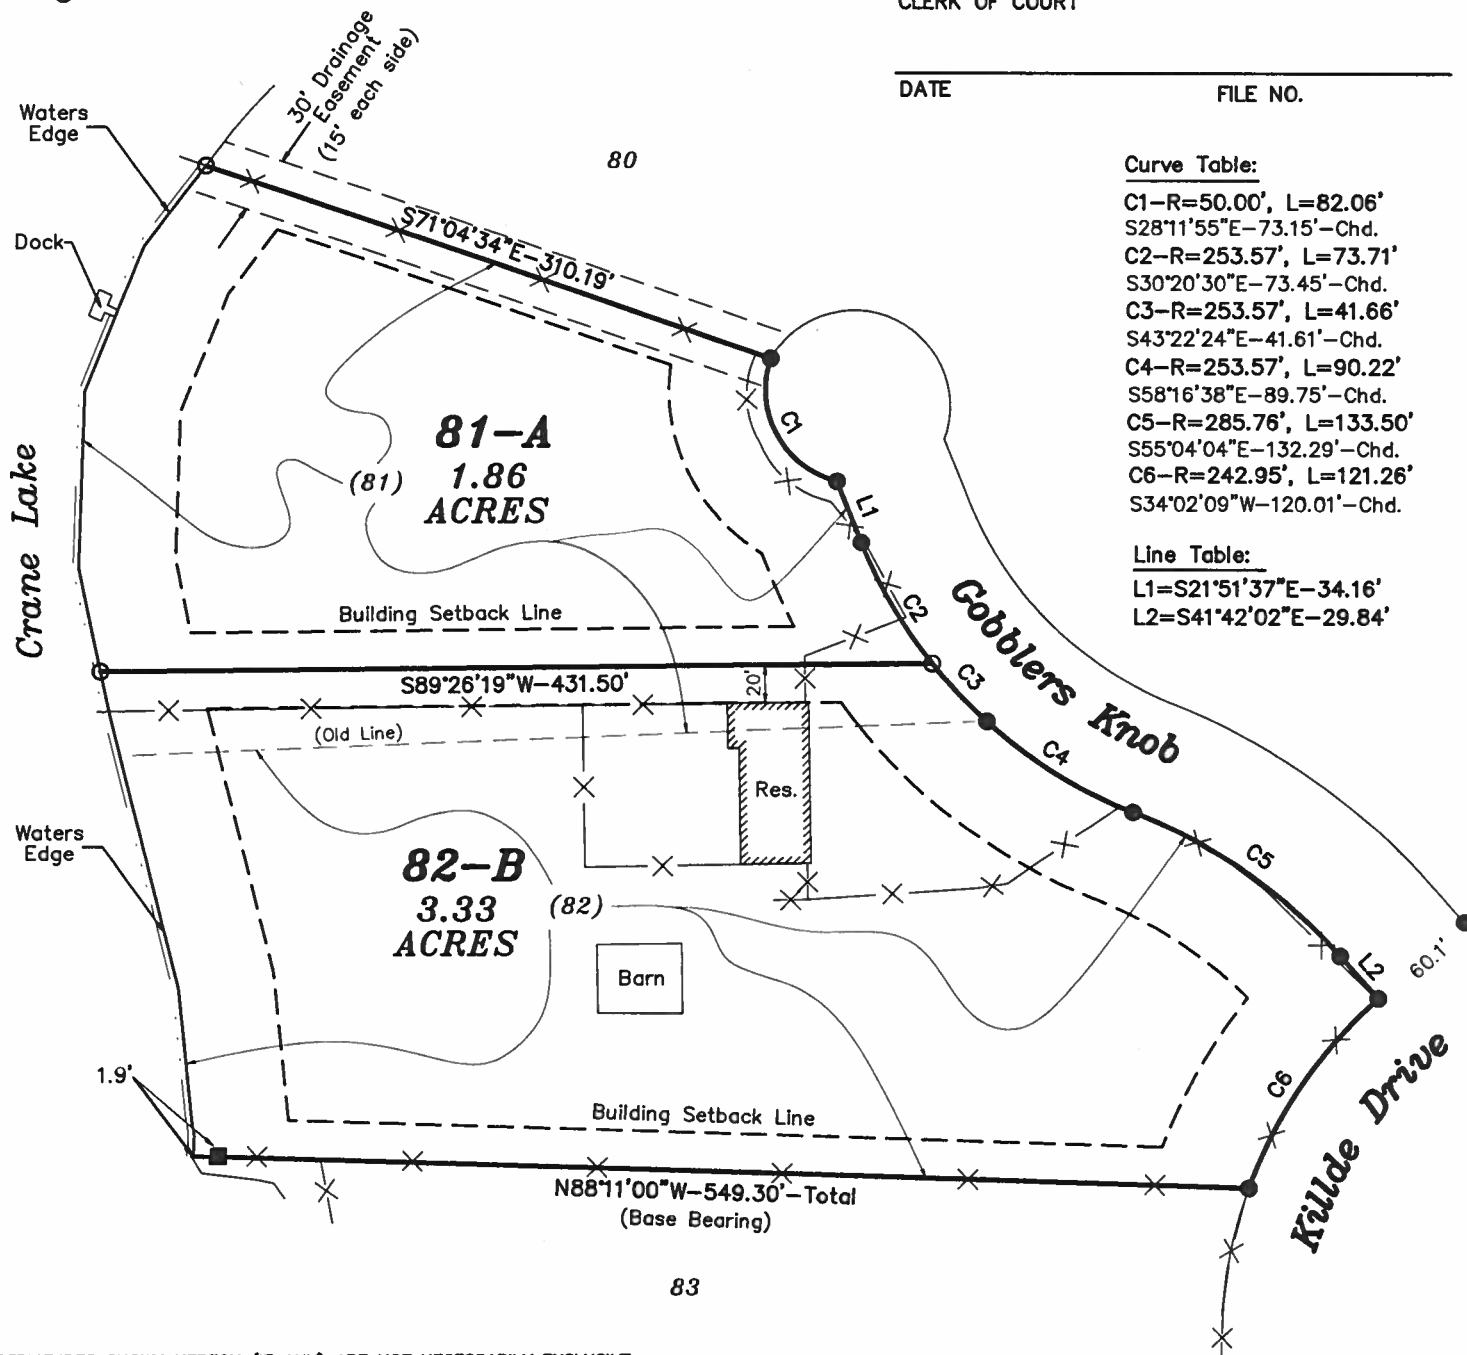 CLERK OF COURT
DATE
FILE NO.
30' Drainage
Easement
(15' each side)
Waters
Edge
80
Dock
S71°04'34"E-310.19'
Curve Table:
C1-R=50.00', L=82.06'
S28°11'55"E-73.15'-Chd.
C2-R=253.57', L=73.71'
S30°20'30"E-73.45'-Chd.
C3-R=253.57', L=41.66'
S43°22'24"E-41.61'-Chd.
C4-R=253.57', L=90.22'
S58°16'38"E-89.75'-Chd.
C5-R=285.76', L=133.50'
S55°04'04"E-132.29'-Chd.
C6-R=242.95', L=121.26'
S34°02'09"W-120.01'-Chd.
Line Table:
L1=S21°51'37"E-34.16'
L2=S41°42'02"E-29.84'
C1
81-A
1.86
ACRES
(81)
L1
Crane Lake
C2
Gobblers Knob
Building Setback Line
S89°26'19"W-431.50'
20'
C3
(Old Line)
C4
Res.
Waters
Edge
82-B
3.33
ACRES
(82)
C5
Barn
L2
60.1'
1.9'
C6
Killde Drive
Building Setback Line
N88°11'00"W-549.30'-Total
(Base Bearing)
83